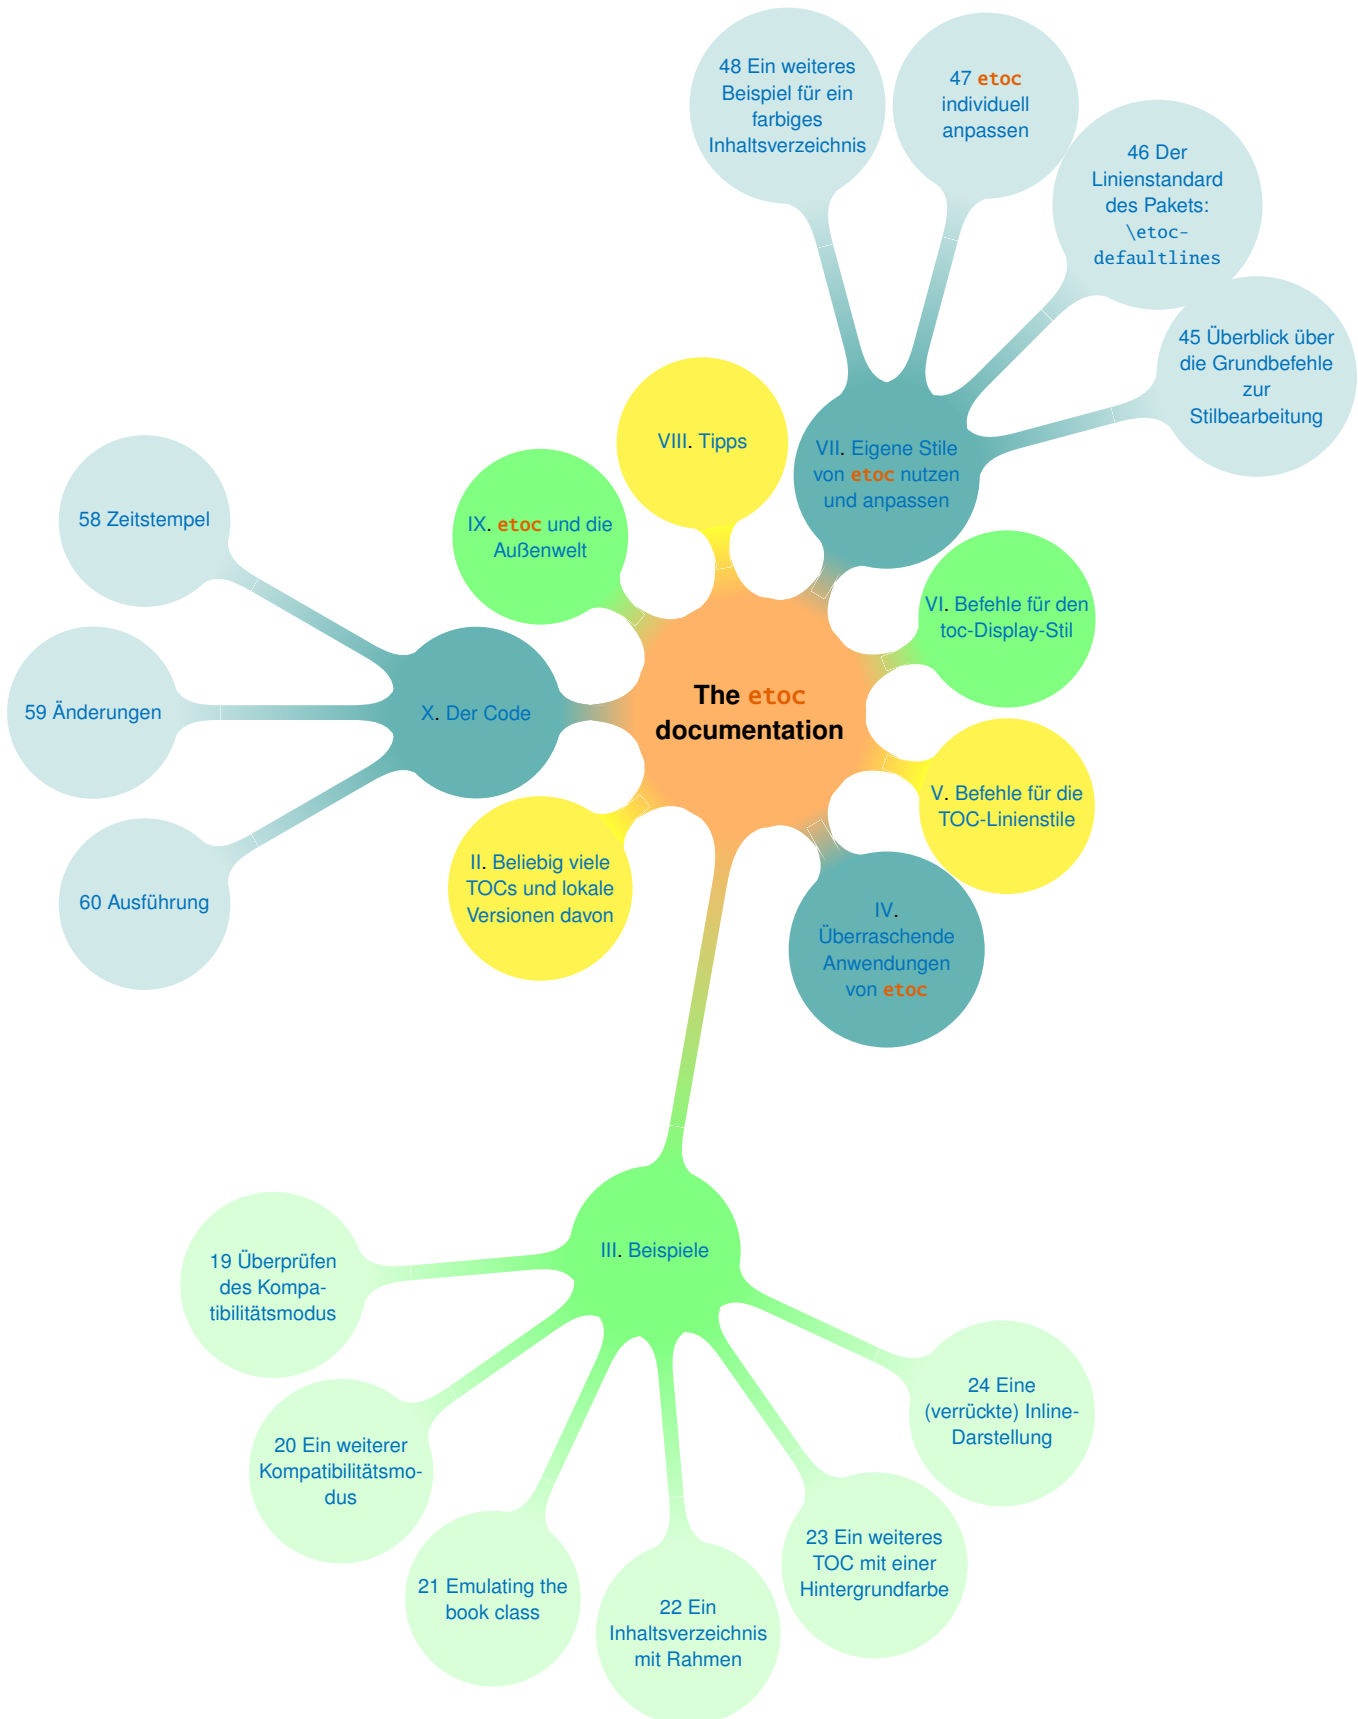 48 Ein weiteres
Beispiel für ein
farbiges
Inhaltsverzeichnis
47 etoc
individuell
anpassen
46 Der
Linienstandard
des Pakets:
\etoc-
defaultlines
45 Überblick über
die Grundbefehle
zur
Stilbearbeitung
VIII. Tipps
VII. Eigene Stile
von etoc nutzen
und anpassen
IX. etoc und die
Außenwelt
58 Zeitstempel
VI. Befehle für den
toc-Display-Stil
The etoc
documentation
X. Der Code
59 Änderungen
V. Befehle für die
TOC-Linienstile
II. Beliebig viele
TOCs und lokale
Versionen davon
60 Ausführung
IV.
Überraschende
Anwendungen
von etoc
III. Beispiele
19 Überprüfen
des Kompa-
tibilitätsmodus
20 Ein weiterer
Kompatibilitätsmo-
dus
21 Emulating the
book class
22 Ein
Inhaltsverzeichnis
mit Rahmen
23 Ein weiteres
TOC mit einer
Hintergrundfarbe
24 Eine
(verrückte) Inline-
Darstellung